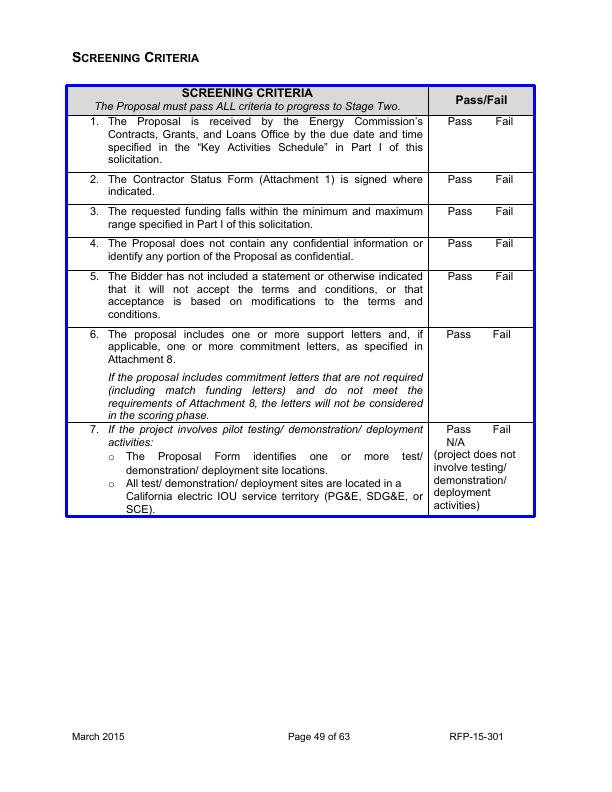 SCREENING CRITERIA
SCREENING CRITERIA
The Proposal must pass ALL criteria to progress to Stage Two.
Pass/Fail
1. The Proposal is received by the Energy Commission's
Contracts, Grants, and Loans Office by the due date and time
specified in the “Key Activities Schedule” in Part I of this
solicitation.
Pass Fail
2. The Contractor Status Form (Attachment 1) is signed where
indicated.
Pass Fail
3. The requested funding falls within the minimum and maximum
range specified in Part I of this solicitation.
Pass Fail
4. The Proposal does not contain any confidential information or
identify any portion of the Proposal as confidential.
Pass Fail
5. The Bidder has not included a statement or otherwise indicated
that it will not accept the terms and conditions, or that
acceptance is based on modifications to the terms and
conditions.
Pass Fail
6. The proposal includes one or more support letters and, if
applicable, one or more commitment letters, as specified in
Attachment 8.
If the proposal includes commitment letters that are not required
(including match funding letters) and do not meet the
requirements of Attachment 8, the letters will not be considered
in the scoring phase.
Pass Fail
7. If the project involves pilot testing/ demonstration/ deployment
activities:
o The Proposal Form identifies one or more test/
demonstration/ deployment site locations.
o All test/ demonstration/ deployment sites are located in a
California electric IOU service territory (PG&E, SDG&E, or
SCE).
Pass Fail
N/A
(project does not
involve testing/
demonstration/
deployment
activities)
March 2015 Page 49 of 63 RFP-15-301